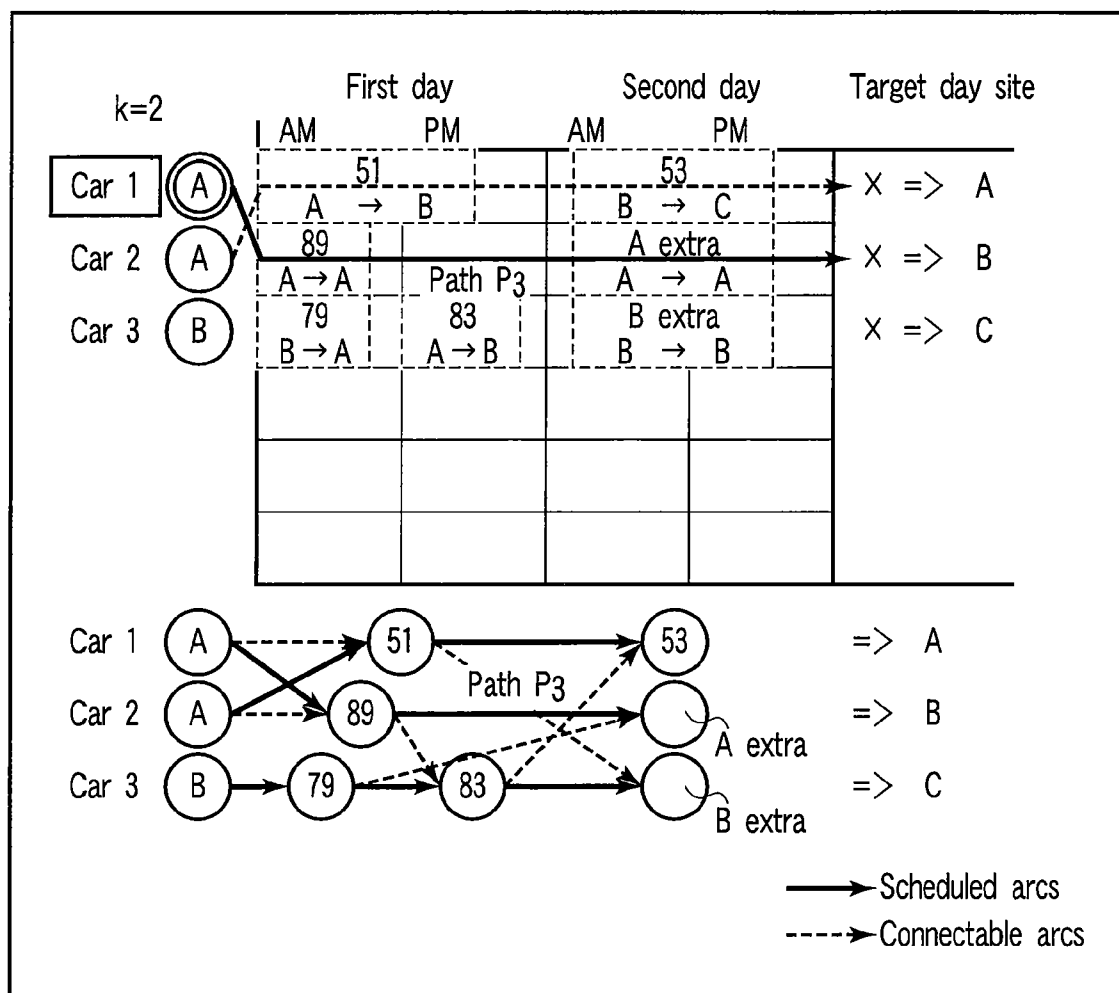 First day Second day Target day site
k=2
AM PM AM PM
Car 1 A 51 53 X => A
A → B B → C
Car 2 A 89 A extra X => B
A → A Path P3 A → A
Car 3 B 79 83 B extra X => C
B → A A → B B → B
Car 1 A 51 53 => A
Path P3
Car 2 A 89 => B
A extra
Car 3 B 79 83 => C
B extra
Scheduled arcs
Connectable arcs